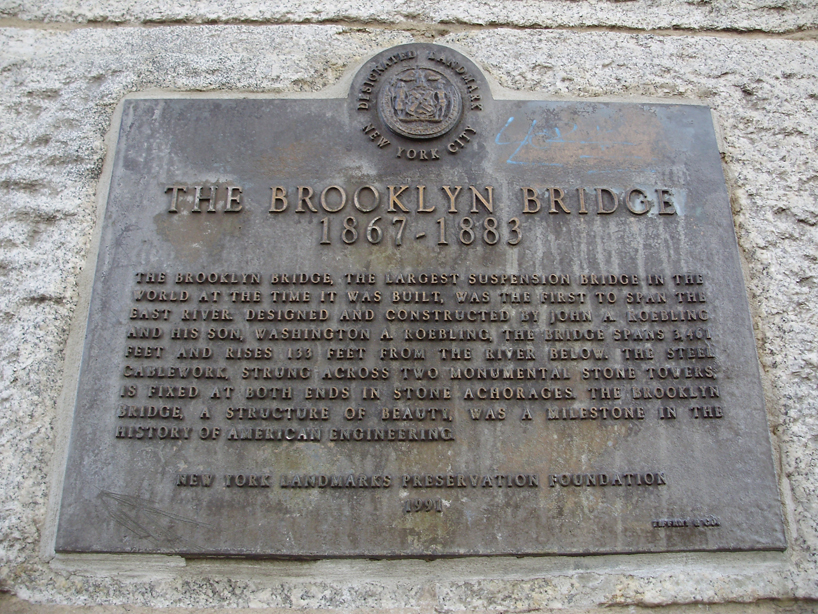 DESIGNATED LANDMARK
NEW YORK CITY
THE BROOKLYN BRIDGE
1867-1883
THE BROOKLYN BRIDGE, THE LARGEST SUSPENSION BRIDGE IN THE
WORLD AT THE TIME IT WAS BUILT, WAS THE FIRST TO SPAN THE
EAST RIVER. DESIGNED AND CONSTRUCTED BY JOHN A. ROEBLING
AND HIS SON, WASHINGTON A. ROEBLING, THE BRIDGE SPANS 3,461
FEET AND RISES 133 FEET FROM THE RIVER BELOW. THE STEEL
CABLEWORK, STRUNG ACROSS TWO MONUMENTAL STONE TOWERS,
IS FIXED AT BOTH ENDS IN STONE ACHORAGES. THE BROOKLYN
BRIDGE, A STRUCTURE OF BEAUTY, WAS A MILESTONE IN THE
HISTORY OF AMERICAN ENGINEERING.
NEW YORK LANDMARKS PRESERVATION FOUNDATION
1991
TIFFANY & CO.